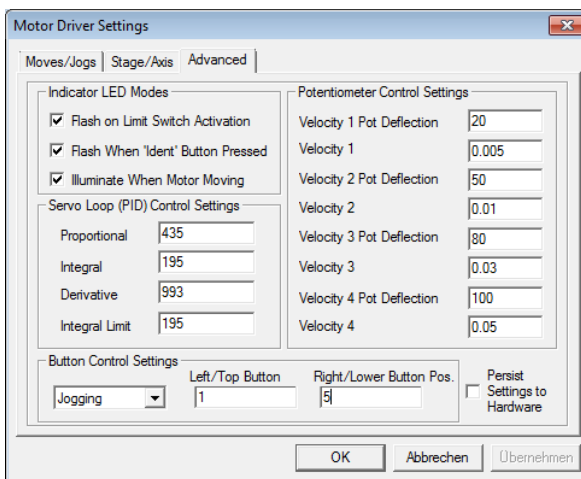 Motor Driver Settings
Moves/Jogs Stage/Axis Advanced
Indicator LED Modes
Flash on Limit Switch Activation
Flash When 'Ident' Button Pressed
Illuminate When Motor Moving
Servo Loop (PID) Control Settings
Proportional 435
Integral 195
Derivative 993
Integral Limit 195
Potentiometer Control Settings
Velocity 1 Pot Deflection 20
Velocity 1 0.005
Velocity 2 Pot Deflection 50
Velocity 2 0.01
Velocity 3 Pot Deflection 80
Velocity 3 0.03
Velocity 4 Pot Deflection 100
Velocity 4 0.05
Button Control Settings
Left/Top Button Right/Lower Button Pos.
Jogging 1 5
Persist
Settings to
Hardware
OK Abbrechen Übernehmen